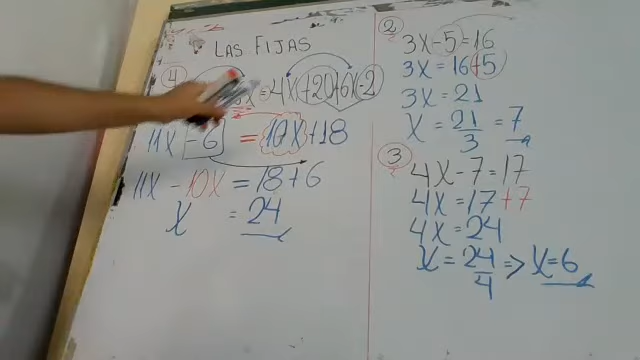 LAS FIJAS
4
= 4X + 20 + 6X - 2
11X - 6 = 10X + 18
11X - 10X = 18 + 6
X = 24
2
3X - 5 = 16
3X = 16 + 5
3X = 21
X = 21/3 = 7
3
4X - 7 = 17
4X = 17 + 7
4X = 24
X = 24/4 => X = 6